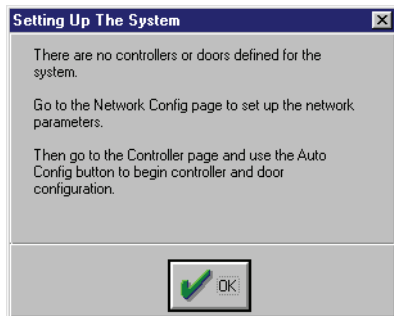 Setting Up The System
There are no controllers or doors defined for the
system.
Go to the Network Config page to set up the network
parameters.
Then go to the Controller page and use the Auto
Config button to begin controller and door
configuration.
OK